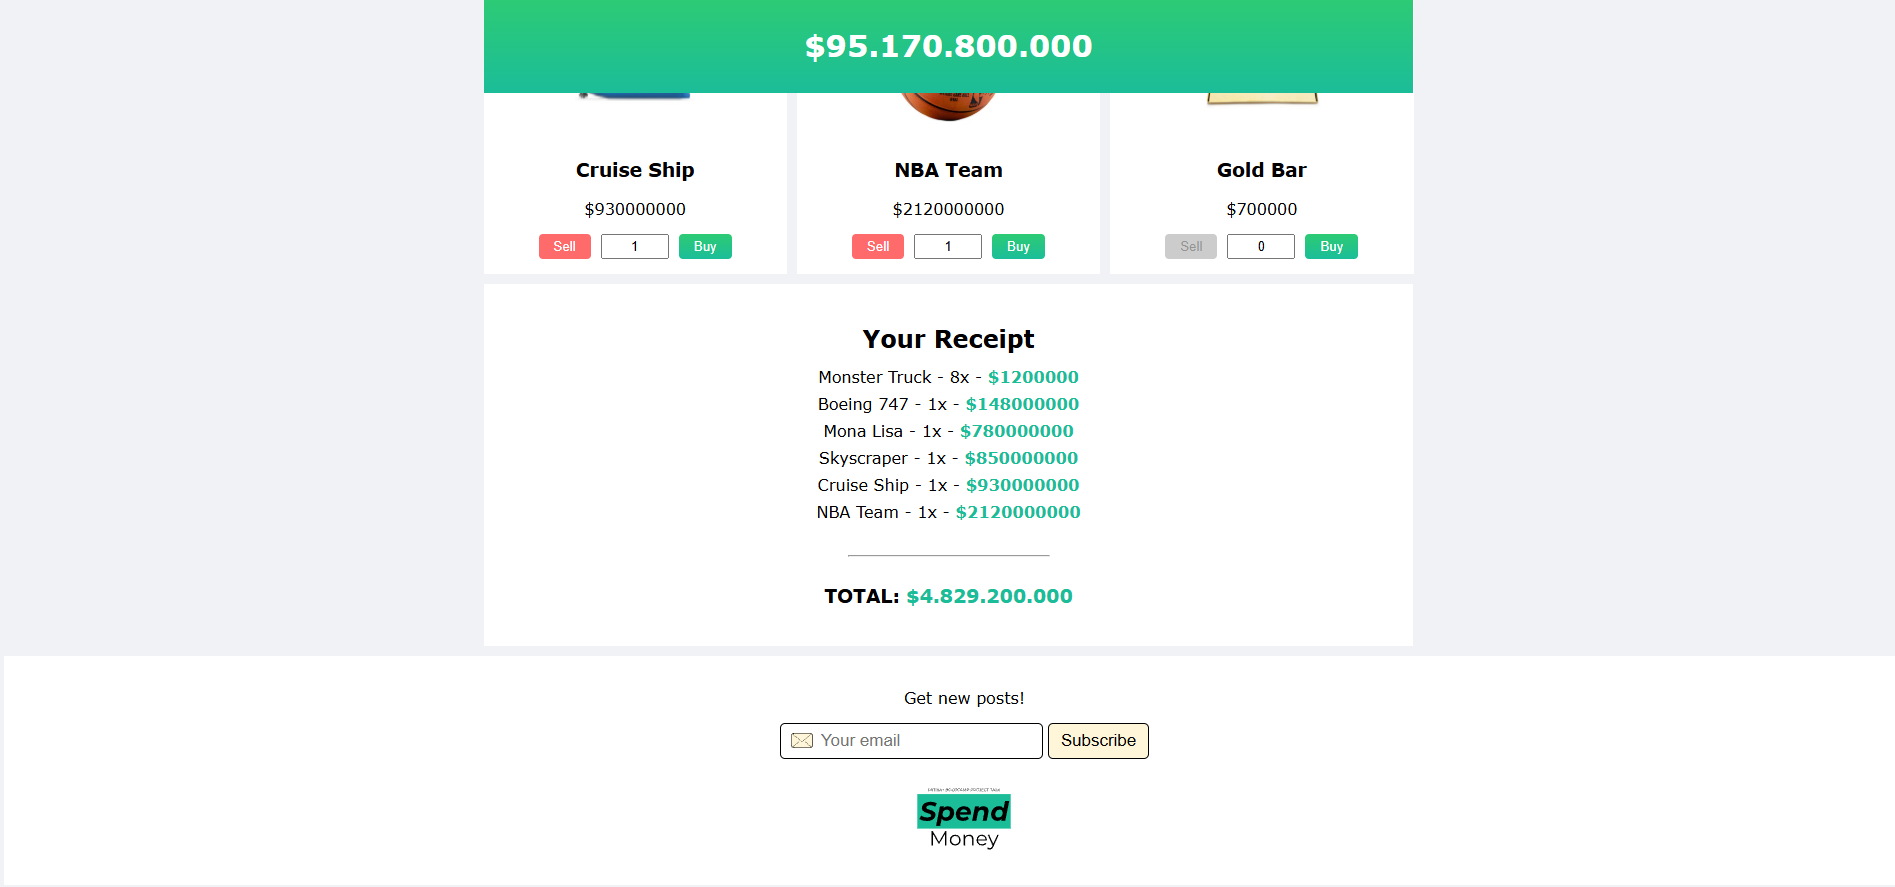 $95.170.800.000
Cruise Ship
$930000000
Sell 1 Buy
NBA Team
$2120000000
Sell 1 Buy
Gold Bar
$700000
Sell 0 Buy
Your Receipt
Monster Truck - 8x - $1200000
Boeing 747 - 1x - $148000000
Mona Lisa - 1x - $780000000
Skyscraper - 1x - $850000000
Cruise Ship - 1x - $930000000
NBA Team - 1x - $2120000000
TOTAL: $4.829.200.000
Get new posts!
Your email Subscribe
Spend
Money